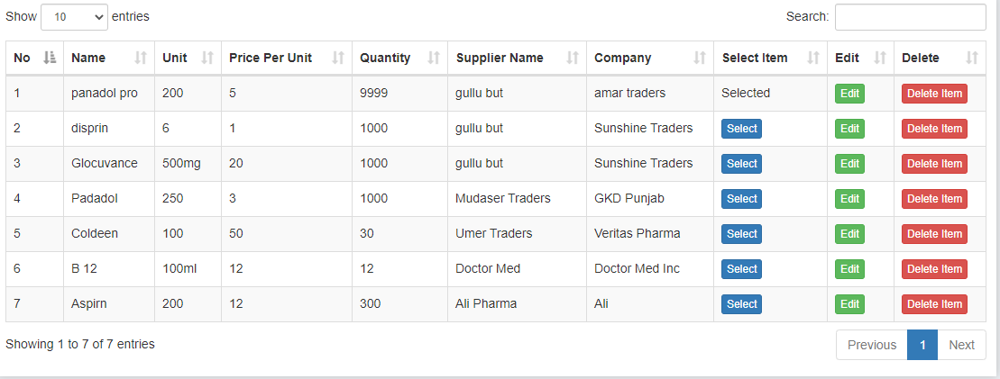 Show 10 entries Search:
No Name Unit Price Per Unit Quantity Supplier Name Company Select Item Edit Delete
1 panadol pro 200 5 9999 gullu but amar traders Selected Edit Delete Item
2 disprin 6 1 1000 gullu but Sunshine Traders Select Edit Delete Item
3 Glocuvance 500mg 20 1000 gullu but Sunshine Traders Select Edit Delete Item
4 Padadol 250 3 1000 Mudaser Traders GKD Punjab Select Edit Delete Item
5 Coldeen 100 50 30 Umer Traders Veritas Pharma Select Edit Delete Item
6 B 12 100ml 12 12 Doctor Med Doctor Med Inc Select Edit Delete Item
7 Aspirn 200 12 300 Ali Pharma Ali Select Edit Delete Item
Showing 1 to 7 of 7 entries Previous 1 Next